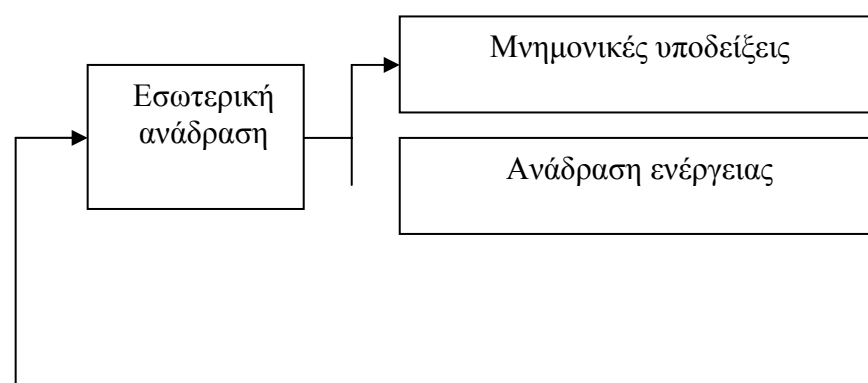 Μνημονικές υποδείξεις
Εσωτερική
ανάδραση
Ανάδραση ενέργειας